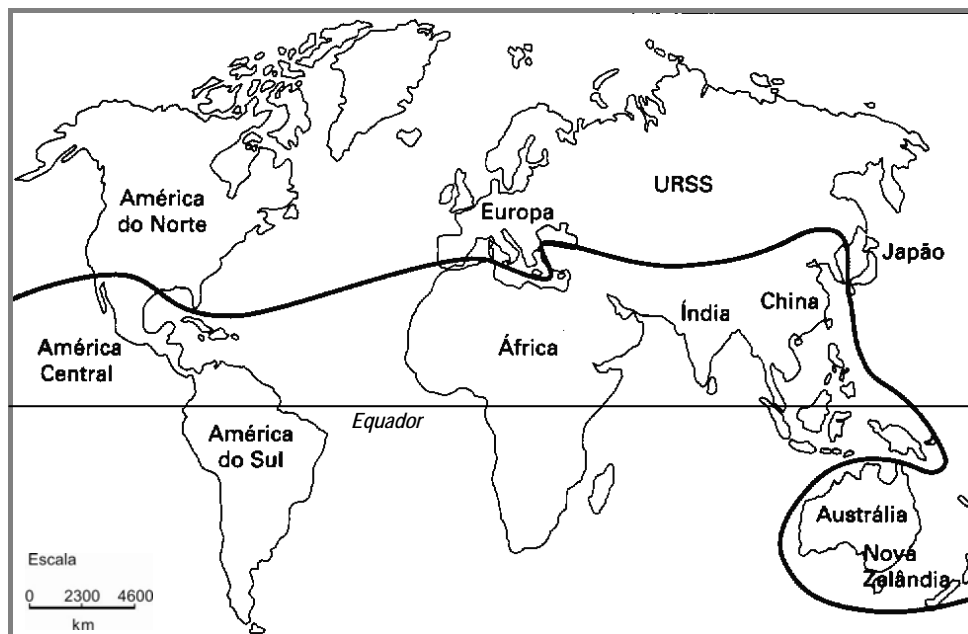 América
do Norte
Europa
URSS
Japão
América
Central
África
Índia
China
Equador
América
do Sul
Austrália
Nova
Zelândia
Escala
0 2300 4600
km